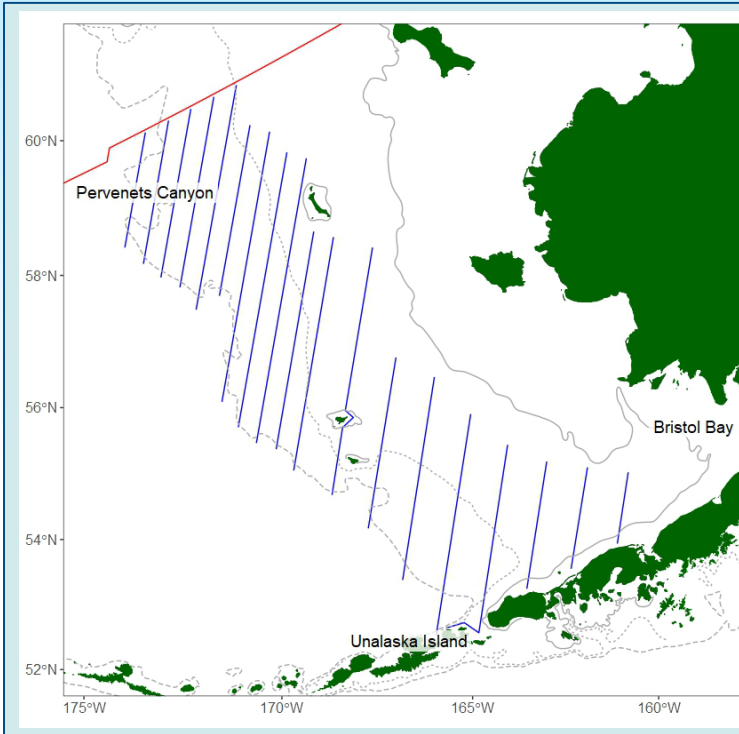 60°N
Pervenets Canyon
58°N
56°N
Bristol Bay
54°N
Unalaska Island
52°N
175°W 170°W 165°W 160°W